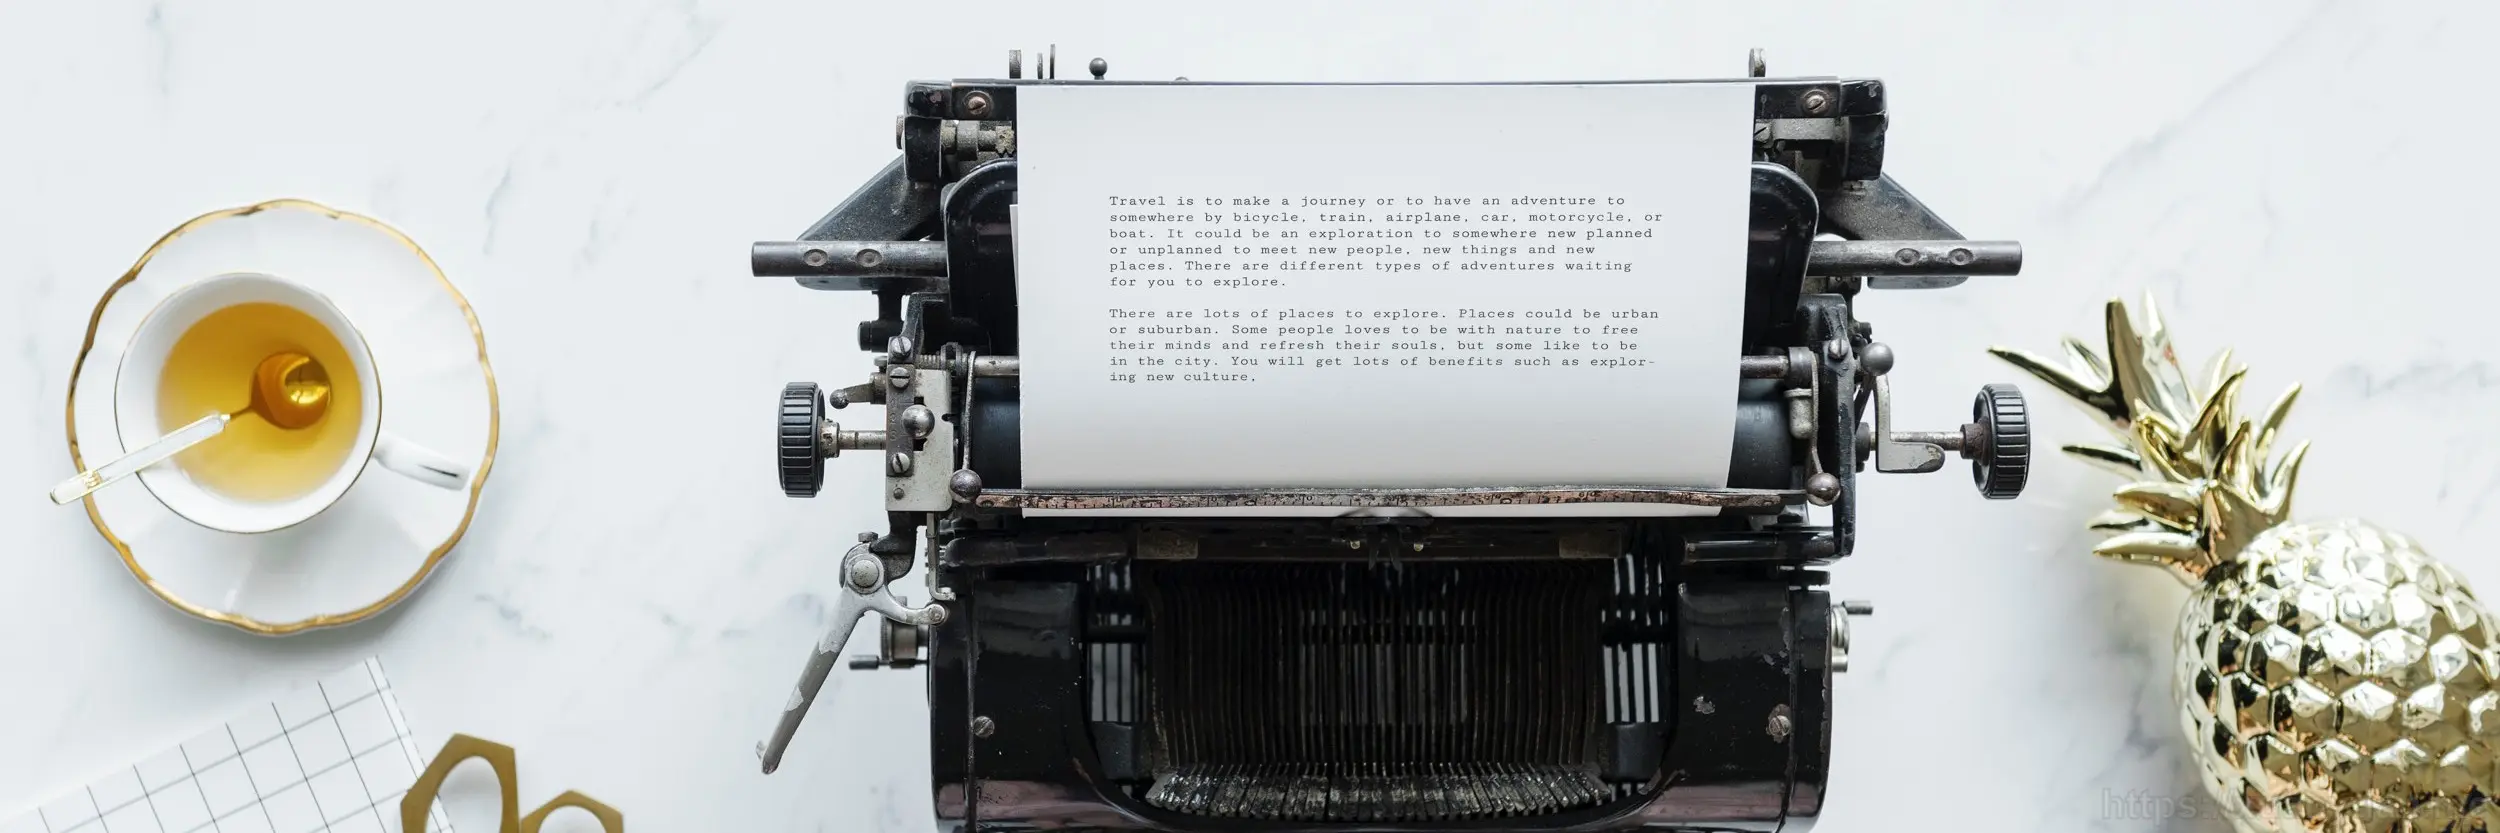 Travel is to make a journey or to have an adventure to
somewhere by bicycle, train, airplane, car, motorcycle, or
boat. It could be an exploration to somewhere new planned
or unplanned to meet new people, new things and new
places. There are different types of adventures waiting
for you to explore.
There are lots of places to explore. Places could be urban
or suburban. Some people loves to be with nature to free
their minds and refresh their souls, but some like to be
in the city. You will get lots of benefits such as explor-
ing new culture,